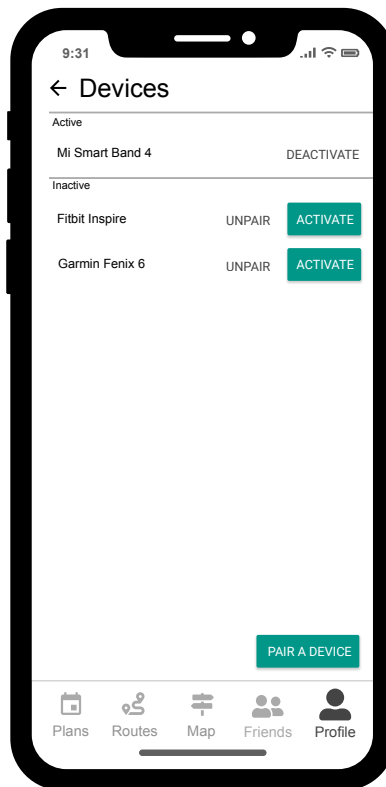 9:31
Devices
Active
Mi Smart Band 4 DEACTIVATE
Inactive
Fitbit Inspire UNPAIR ACTIVATE
Garmin Fenix 6 UNPAIR ACTIVATE
PAIR A DEVICE
Plans Routes Map Friends Profile